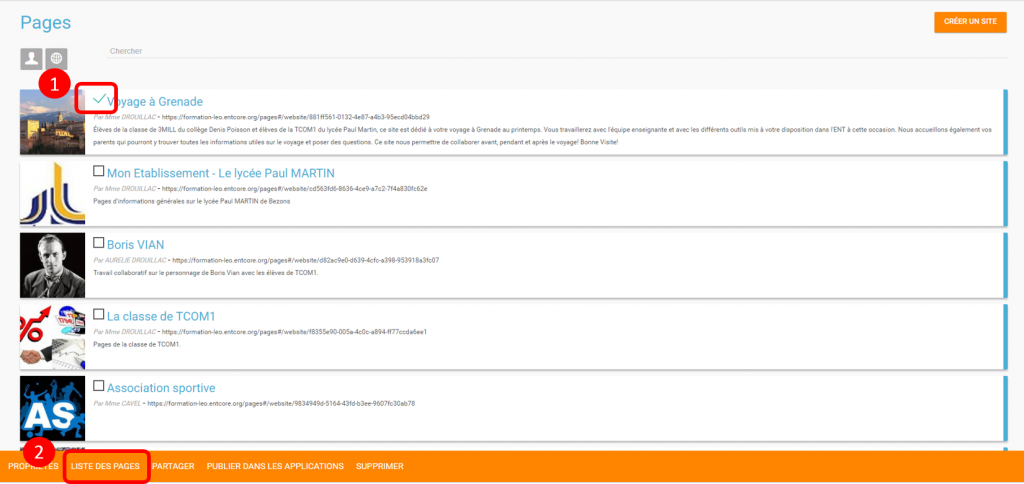 Pages
CRÉER UN SITE
Chercher
1
Voyage à Grenade
Par Mme DROUILLAC - https://formation-leo.entcore.org/pages#/website/881ff561-0132-4e87-a4b3-95ecd04bbd29
Élèves de la classe de 3MILL du collège Denis Poisson et élèves de la TCOM1 du lycée Paul Martin, ce site est dédié à votre voyage à Grenade au printemps. Vous travaillerez avec l'équipe enseignante et avec les différents outils mis à votre disposition dans l'ENT à cette occasion. Nous accueillons également vos
parents qui pourront y trouver toutes les informations utiles sur le voyage et poser des questions. Ce site nous permettre de collaborer avant, pendant et après le voyage! Bonne Visite!
Mon Etablissement - Le lycée Paul MARTIN
Par Mme DROUILLAC - https://formation-leo.entcore.org/pages#/website/cd563fd6-8636-4ce9-a7c2-7f4a830fc62e
Pages d'informations générales sur le lycée Paul MARTIN de Bezons
Boris VIAN
Par AURELIE DROUILLAC - https://formation-leo.entcore.org/pages#/website/d82ac9e0-d639-4cfc-a398-953918a3fc07
Travail collaboratif sur le personnage de Boris Vian avec les élèves de TCOM1.
La classe de TCOM1
Par Mme DROUILLAC - https://formation-leo.entcore.org/pages#/website/f8355e90-005a-4c0c-a894-ff77ccda6ee1
Pages de la classe de TCOM1.
Association sportive
Par Mme CAVEL - https://formation-leo.entcore.org/pages#/website/9834949d-5164-43fd-b3ee-9607fc30ab78
AS
2
PROPRIÉTÉS LISTE DES PAGES PARTAGER PUBLIER DANS LES APPLICATIONS SUPPRIMER